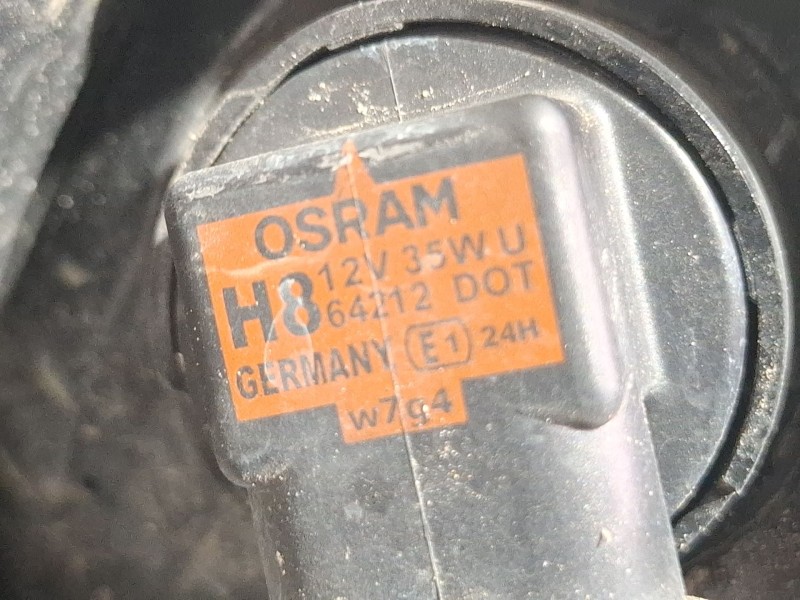 OSRAM
H8 12V 35W U
64212 DOT
GERMANY E1 24H
w7g4